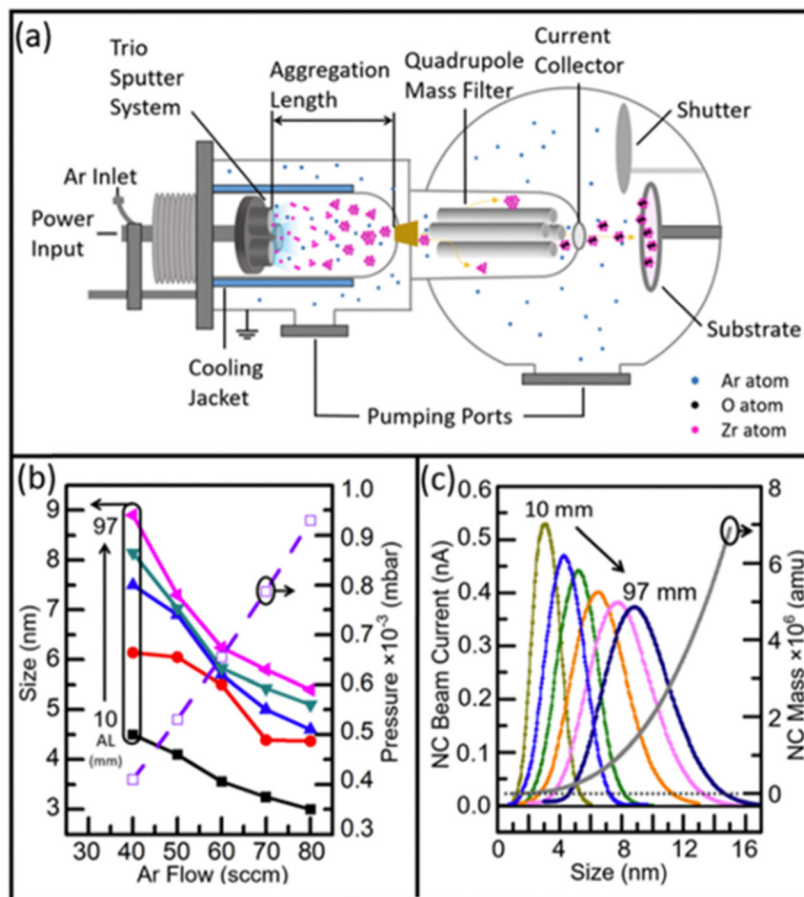 (a)
Trio
Sputter
System
Aggregation
Length
Quadrupole
Mass Filter
Current
Collector
Shutter
Ar Inlet
Power
Input
Cooling
Jacket
Pumping Ports
Substrate
Ar atom
O atom
Zr atom
(b)
9
8
7
6
5
4
3
Size (nm)
97
10
AL
(mm)
30 40 50 60 70 80
Ar Flow (sccm)
1.0
0.9
0.8
0.7
0.6
0.5
0.4
0.3
Pressure ×10-3 (mbar)
(c)
0.6
0.5
0.4
0.3
0.2
0.1
0.0
NC Beam Current (nA)
10 mm
97 mm
0 4 8 12 16
Size (nm)
8
6
4
2
0
NC Mass ×10^6 (amu)